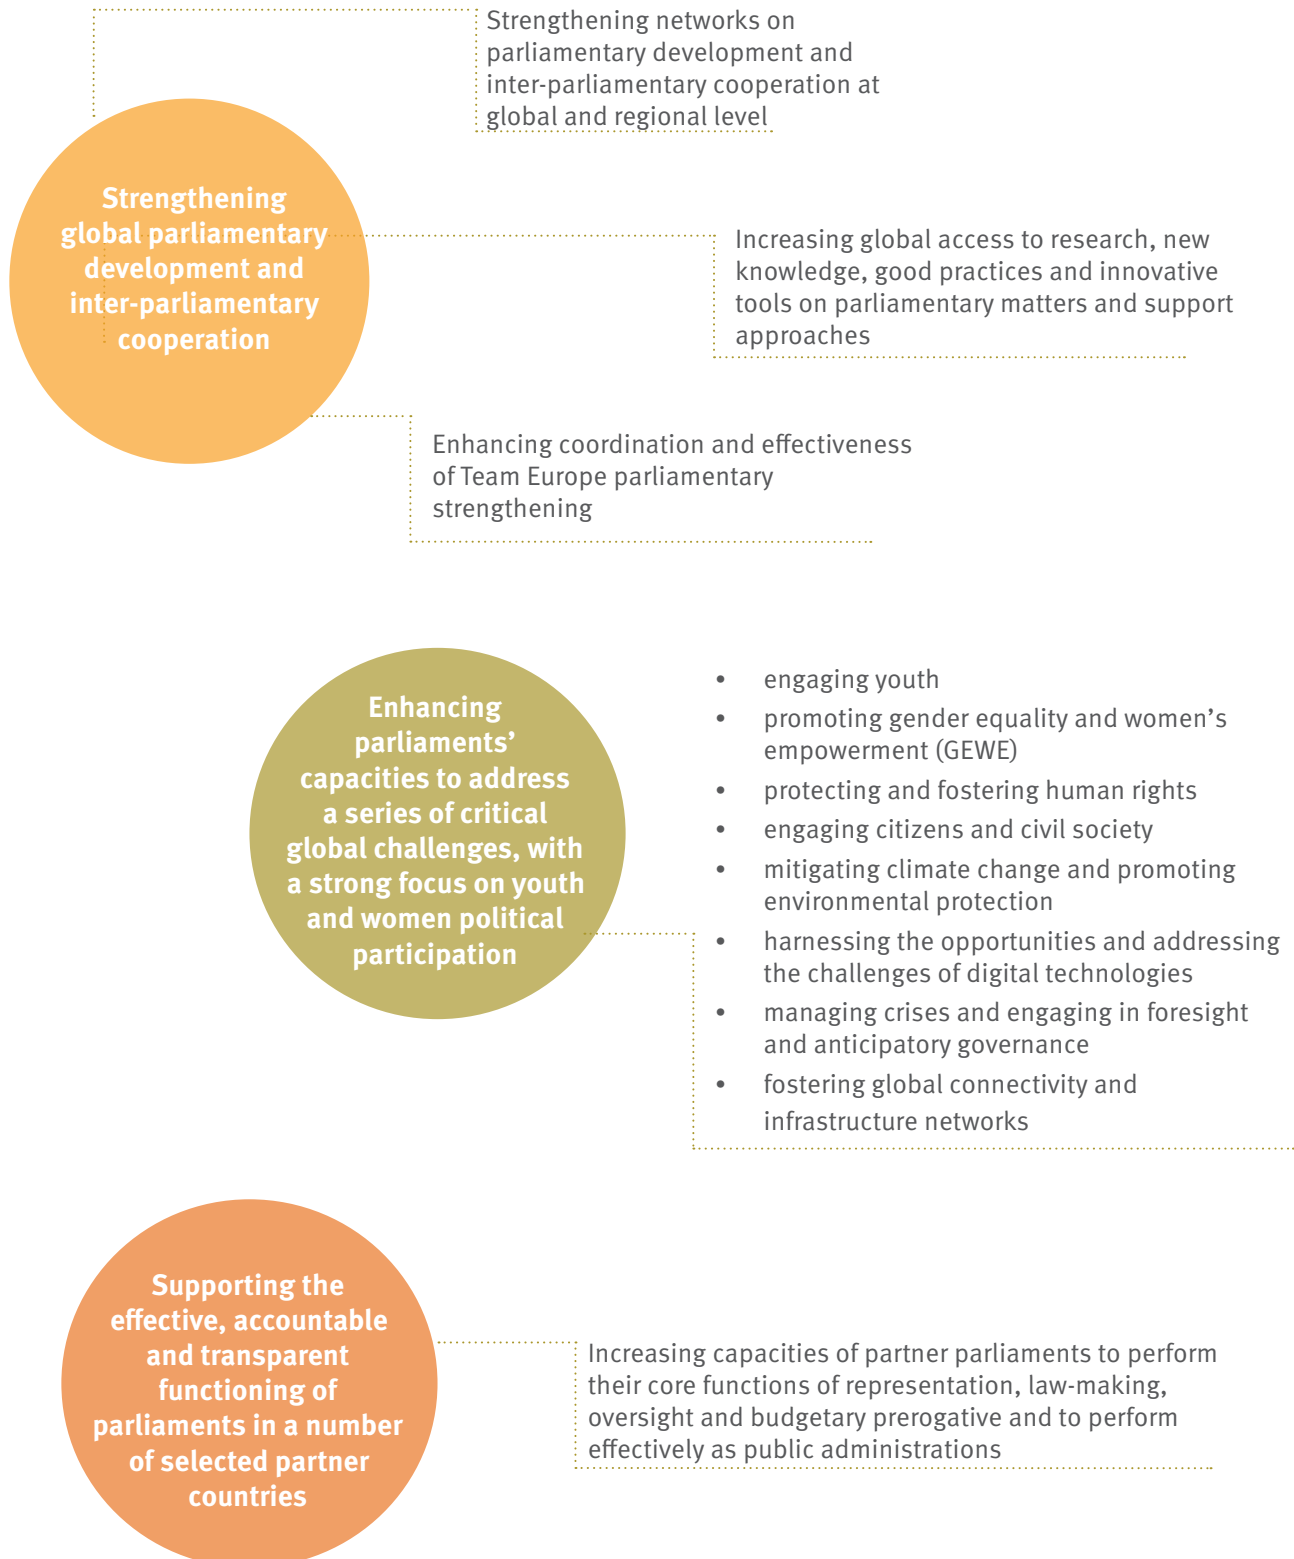 Strengthening networks on
parliamentary development and
inter-parliamentary cooperation at
global and regional level
Strengthening
global parliamentary
development and
inter-parliamentary
cooperation
Increasing global access to research, new
knowledge, good practices and innovative
tools on parliamentary matters and support
approaches
Enhancing coordination and effectiveness
of Team Europe parliamentary
strengthening
Enhancing
parliaments’
capacities to address
a series of critical
global challenges, with
a strong focus on youth
and women political
participation
• engaging youth
• promoting gender equality and women’s
empowerment (GEWE)
• protecting and fostering human rights
• engaging citizens and civil society
• mitigating climate change and promoting
environmental protection
• harnessing the opportunities and addressing
the challenges of digital technologies
• managing crises and engaging in foresight
and anticipatory governance
• fostering global connectivity and
infrastructure networks
Supporting the
effective, accountable
and transparent
functioning of
parliaments in a number
of selected partner
countries
Increasing capacities of partner parliaments to perform
their core functions of representation, law-making,
oversight and budgetary prerogative and to perform
effectively as public administrations